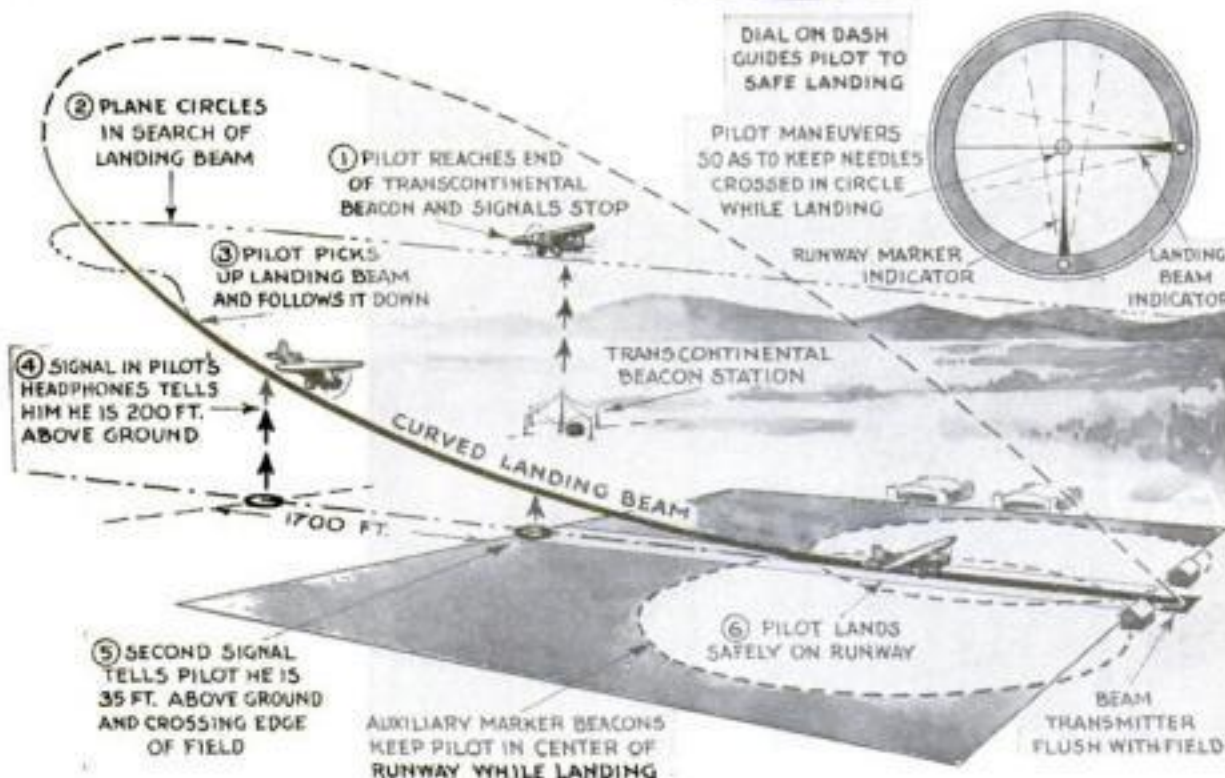 DIAL ON DASH
GUIDES PILOT TO
SAFE LANDING
② PLANE CIRCLES
IN SEARCH OF
LANDING BEAM
① PILOT REACHES END
OF TRANSCONTINENTAL
BEACON AND SIGNALS STOP
PILOT MANEUVERS
SO AS TO KEEP NEEDLES
CROSSED IN CIRCLE
WHILE LANDING
RUNWAY MARKER
INDICATOR
LANDING
BEAM
INDICATOR
③ PILOT PICKS
UP LANDING BEAM
AND FOLLOWS IT DOWN
④ SIGNAL IN PILOT'S
HEADPHONES TELLS
HIM HE IS 200 FT.
ABOVE GROUND
TRANSCONTINENTAL
BEACON STATION
CURVED LANDING BEAM
1700 FT.
⑤ SECOND SIGNAL
TELLS PILOT HE IS
35 FT. ABOVE GROUND
AND CROSSING EDGE
OF FIELD
⑥ PILOT LANDS
SAFELY ON RUNWAY
AUXILIARY MARKER BEACONS
KEEP PILOT IN CENTER OF
RUNWAY WHILE LANDING
BEAM
TRANSMITTER
FLUSH WITH FIELD